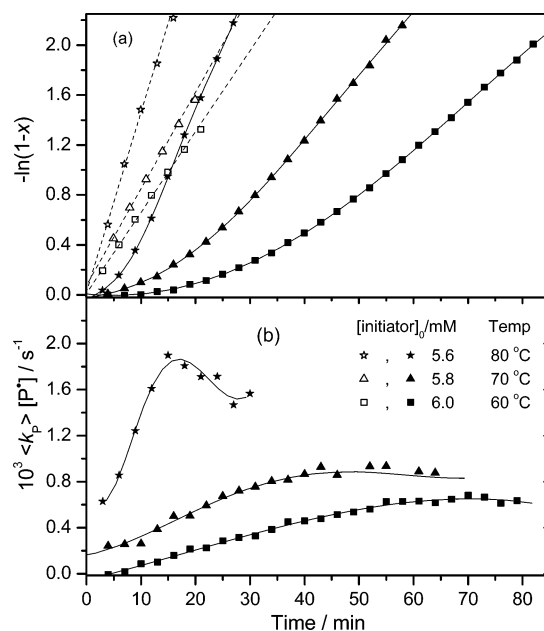 (a)
-ln(1-x)
2.0
1.6
1.2
0.8
0.4
0.0
(b)
[initiator]₀/mM Temp
, 5.6 80 °C
, 5.8 70 °C
, 6.0 60 °C
10³ <kₚ> [P•] / s⁻¹
2.0
1.6
1.2
0.8
0.4
0.0
0 10 20 30 40 50 60 70 80
Time / min